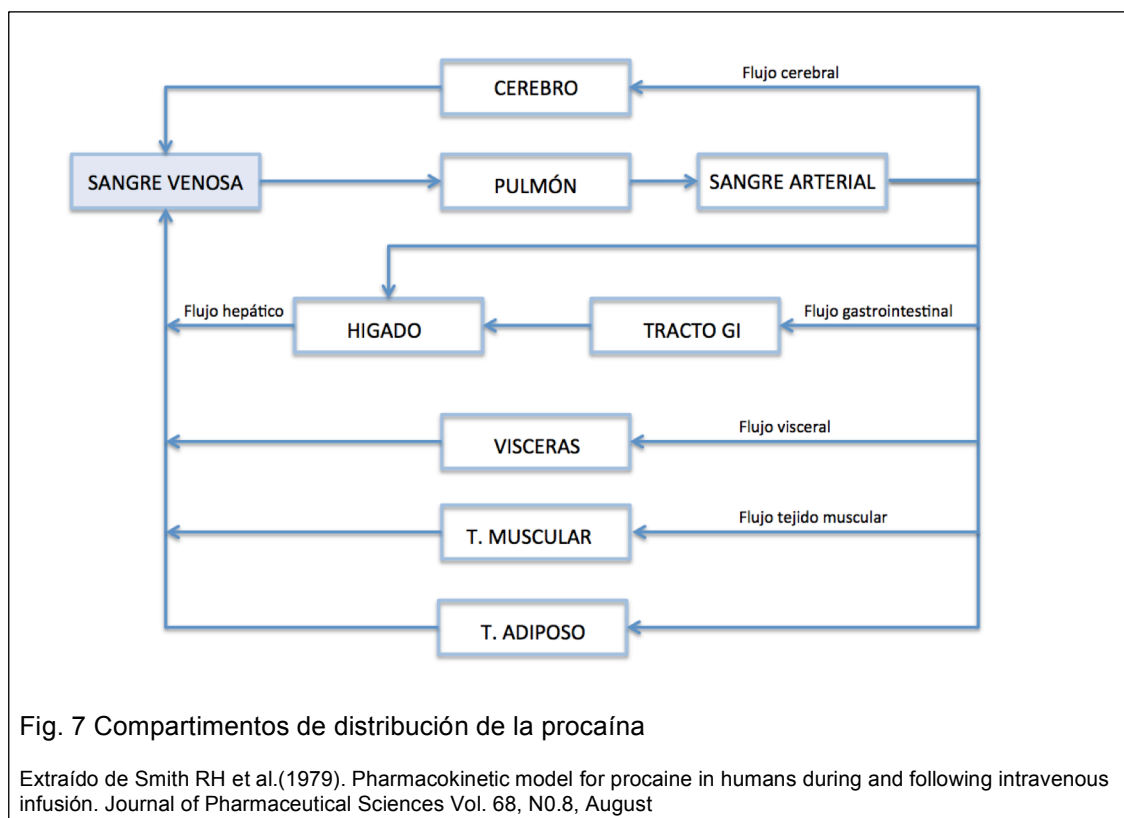 Flujo cerebral
CEREBRO
SANGRE VENOSA
PULMÓN
SANGRE ARTERIAL
Flujo hepático
HIGADO
TRACTO GI
Flujo gastrointestinal
Flujo visceral
VISCERAS
Flujo tejido muscular
T. MUSCULAR
T. ADIPOSO
Fig. 7 Compartimentos de distribución de la procaína
Extraído de Smith RH et al.(1979). Pharmacokinetic model for procaine in humans during and following intravenous
infusión. Journal of Pharmaceutical Sciences Vol. 68, N0.8, August